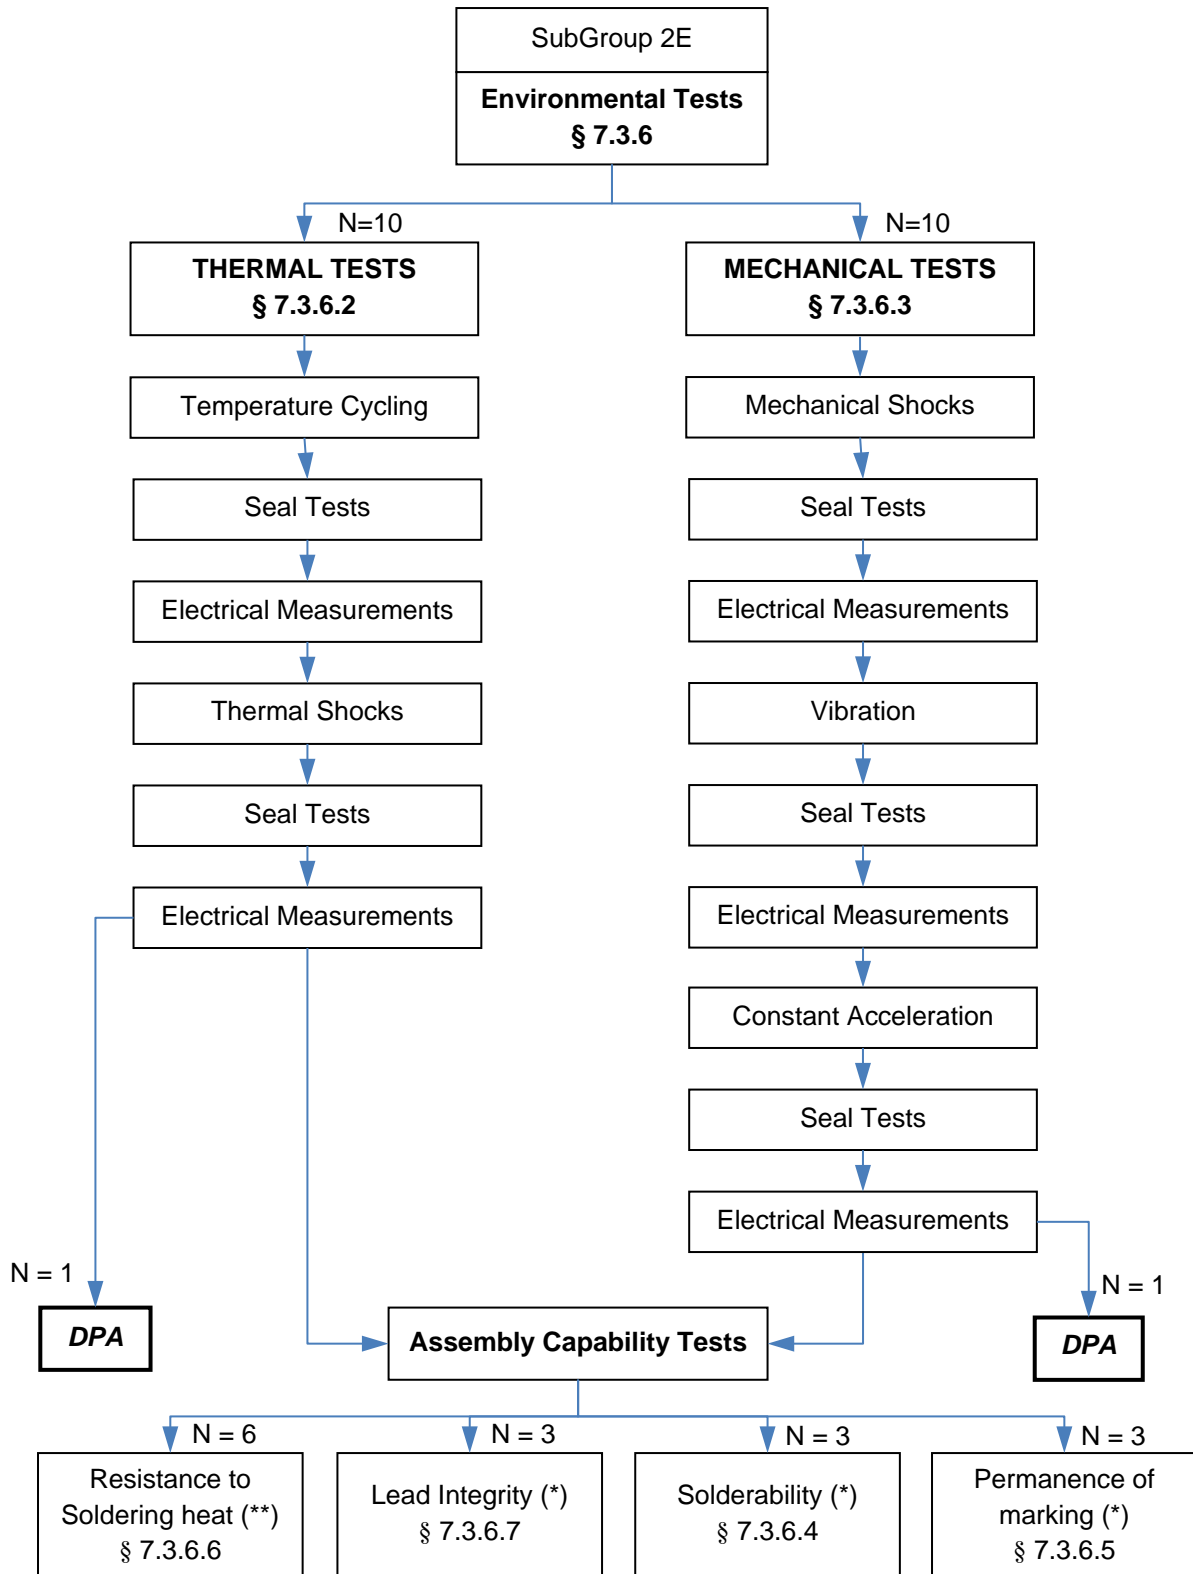 SubGroup 2E
Environmental Tests
§ 7.3.6
N=10
N=10
THERMAL TESTS
§ 7.3.6.2
MECHANICAL TESTS
§ 7.3.6.3
Temperature Cycling
Mechanical Shocks
Seal Tests
Seal Tests
Electrical Measurements
Electrical Measurements
Thermal Shocks
Vibration
Seal Tests
Seal Tests
Electrical Measurements
Electrical Measurements
Constant Acceleration
Seal Tests
Electrical Measurements
N = 1
N = 1
DPA
Assembly Capability Tests
DPA
N = 6
N = 3
N = 3
N = 3
Resistance to
Soldering heat (**)
§ 7.3.6.6
Lead Integrity (*)
§ 7.3.6.7
Solderability (*)
§ 7.3.6.4
Permanence of
marking (*)
§ 7.3.6.5